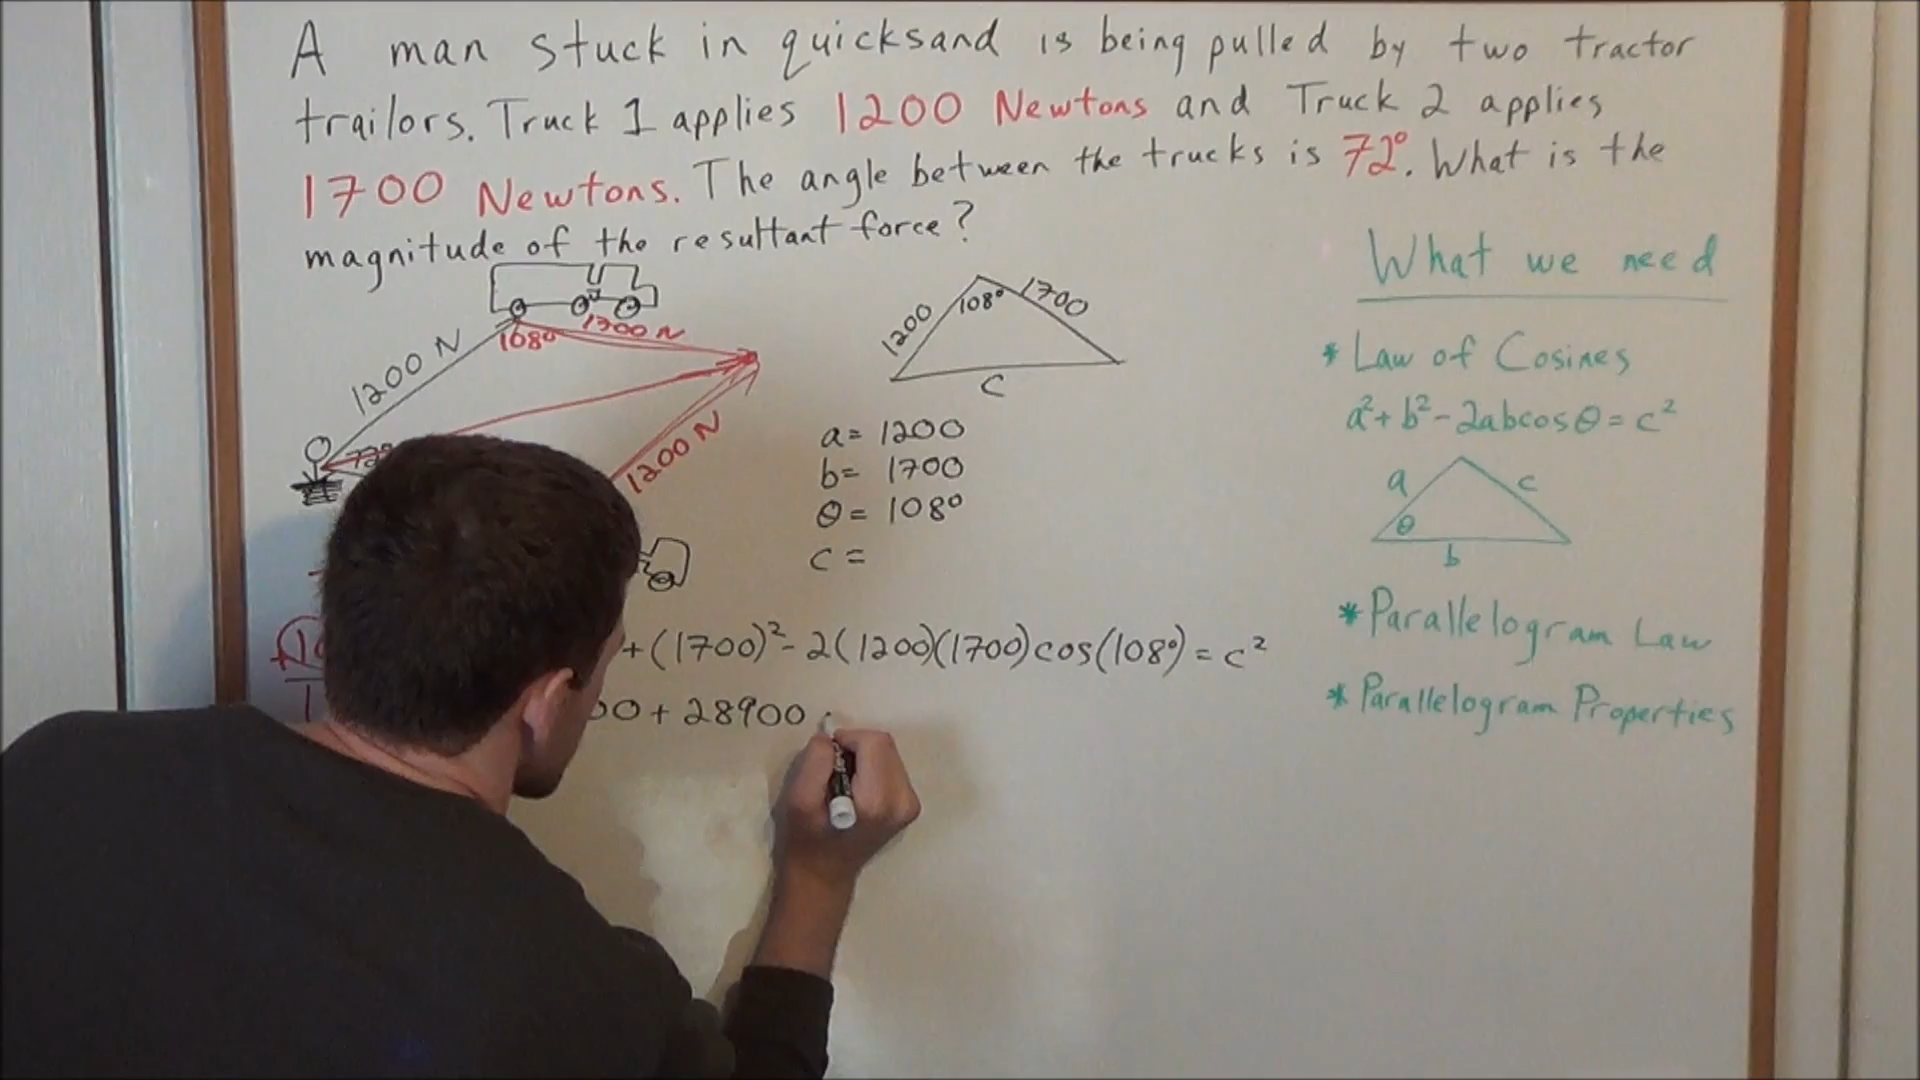 A man stuck in quicksand is being pulled by two tractor
trailors. Truck 1 applies 1200 Newtons and Truck 2 applies
1700 Newtons. The angle between the trucks is 72°. What is the
magnitude of the resultant force?
What we need
1200 N
108°
1700 N
72°
1200 N
1200
108°
1700
C
a = 1200
b = 1700
θ = 108°
c =
* Law of Cosines
a²+b²-2abcosθ=c²
a
c
θ
b
* Parallelogram Law
* Parallelogram Properties
+(1700)²-2(1200)(1700)cos(108°)=c²
00+28900